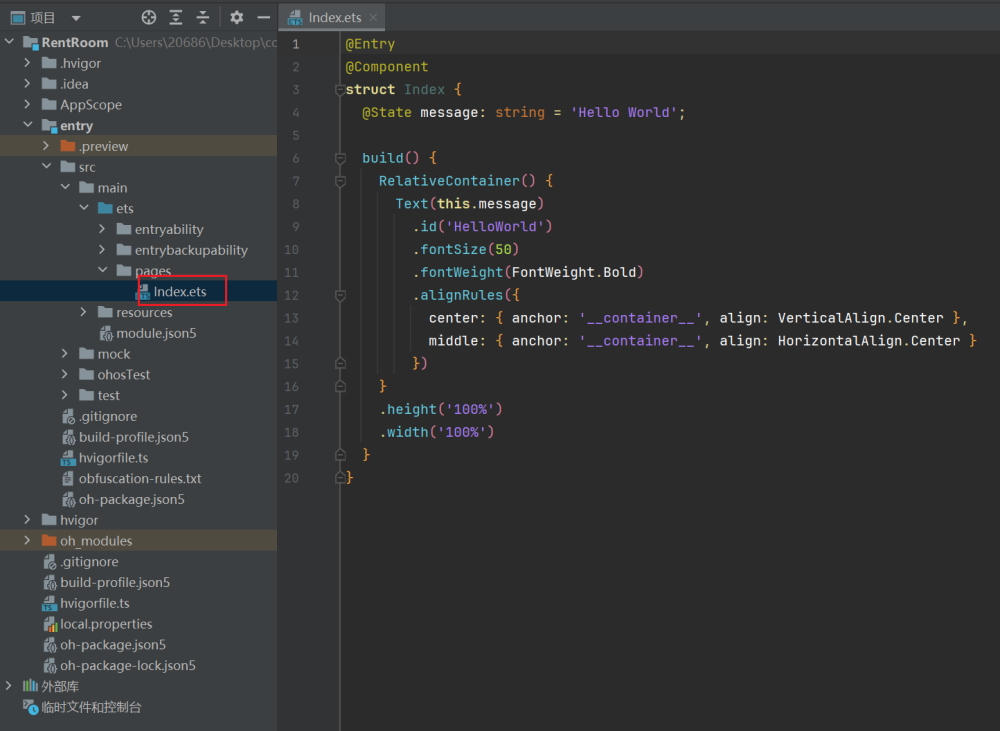 项目
RentRoom C:\Users\20686\Desktop\co
.hvigor
.idea
AppScope
entry
.preview
src
main
ets
entryability
entrybackupability
pages
Index.ets
resources
module.json5
mock
ohosTest
test
.gitignore
build-profile.json5
hvigorfile.ts
obfuscation-rules.txt
oh-package.json5
hvigor
oh_modules
.gitignore
build-profile.json5
hvigorfile.ts
local.properties
oh-package.json5
oh-package-lock.json5
外部库
临时文件和控制台
Index.ets
1 @Entry
2 @Component
3 struct Index {
4 @State message: string = 'Hello World';
5
6 build() {
7 RelativeContainer() {
8 Text(this.message)
9 .id('HelloWorld')
10 .fontSize(50)
11 .fontWeight(FontWeight.Bold)
12 .alignRules({
13 center: { anchor: '__container__', align: VerticalAlign.Center },
14 middle: { anchor: '__container__', align: HorizontalAlign.Center }
15 })
16 }
17 .height('100%')
18 .width('100%')
19 }
20 }